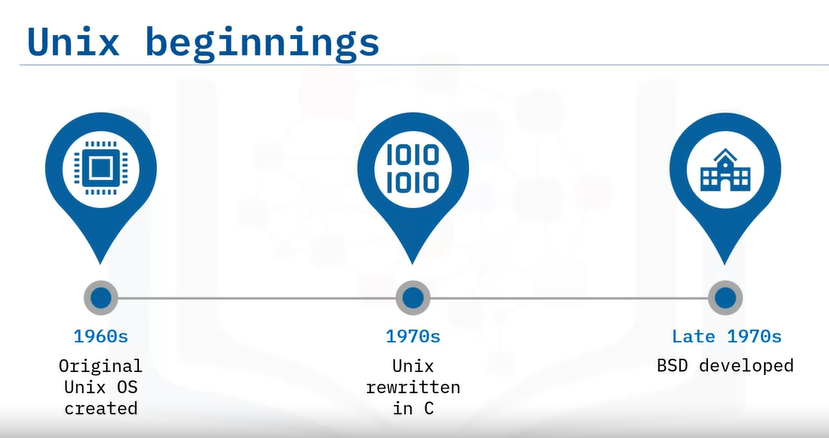 Unix beginnings
1010
1010
1960s
Original
Unix OS
created
1970s
Unix
rewritten
in C
Late 1970s
BSD developed